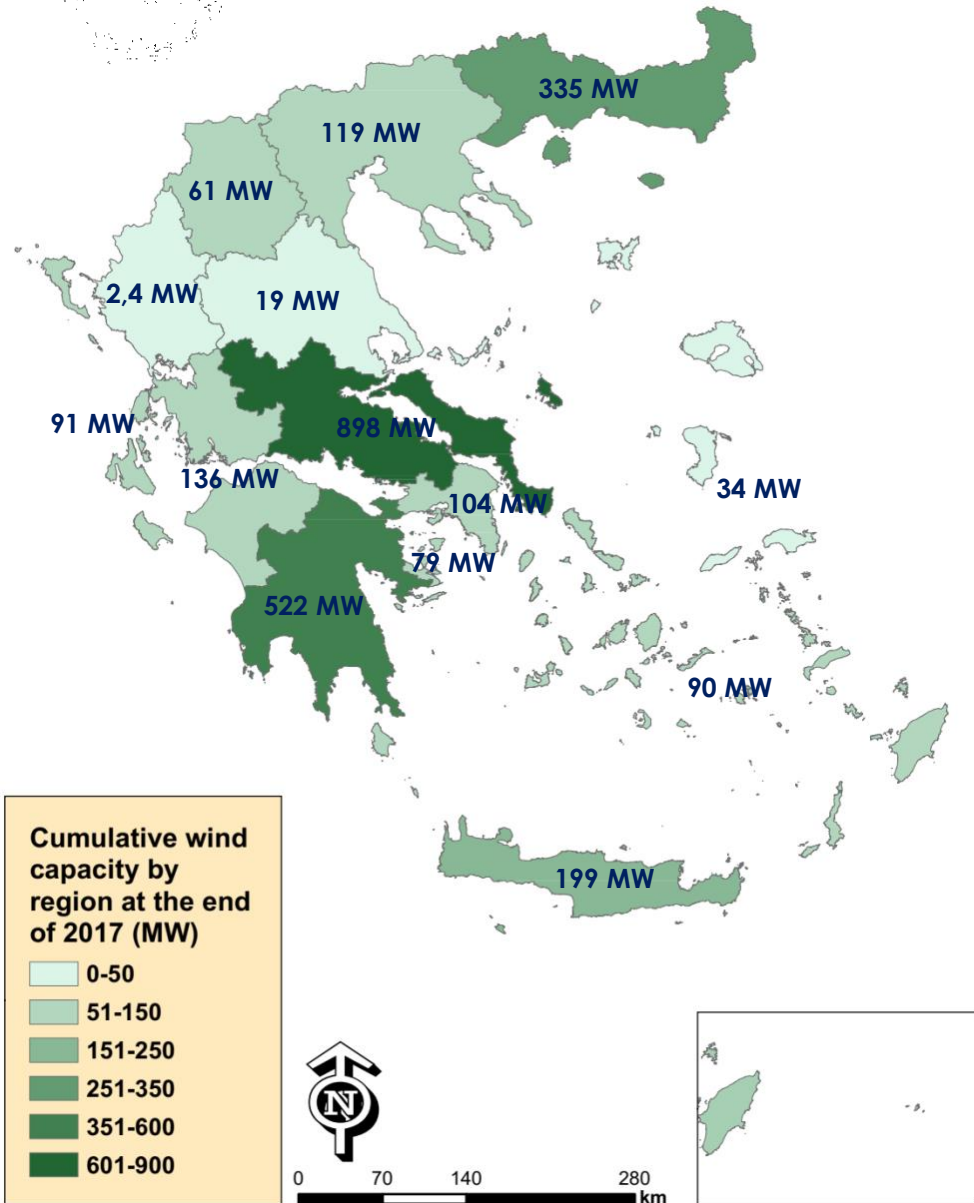 335 MW
119 MW
61 MW
2,4 MW
19 MW
91 MW
898 MW
136 MW
104 MW
34 MW
79 MW
522 MW
90 MW
199 MW
Cumulative wind
capacity by
region at the end
of 2017 (MW)
0-50
51-150
151-250
251-350
351-600
601-900
N
0 70 140 280
km